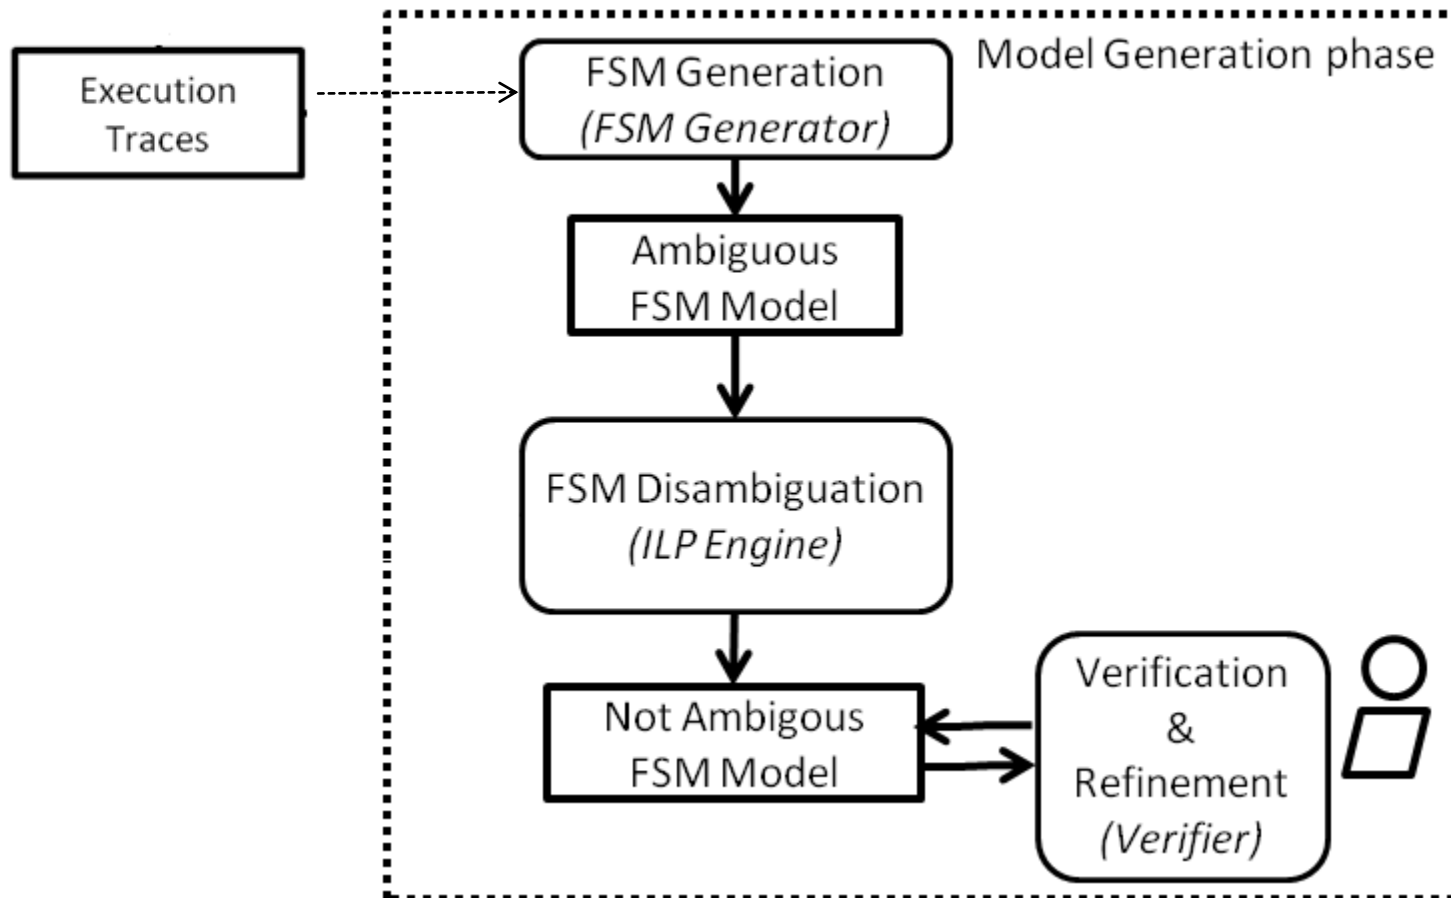 Model Generation phase
Execution
Traces
FSM Generation
(FSM Generator)
Ambiguous
FSM Model
FSM Disambiguation
(ILP Engine)
Not Ambigous
FSM Model
Verification
&
Refinement
(Verifier)